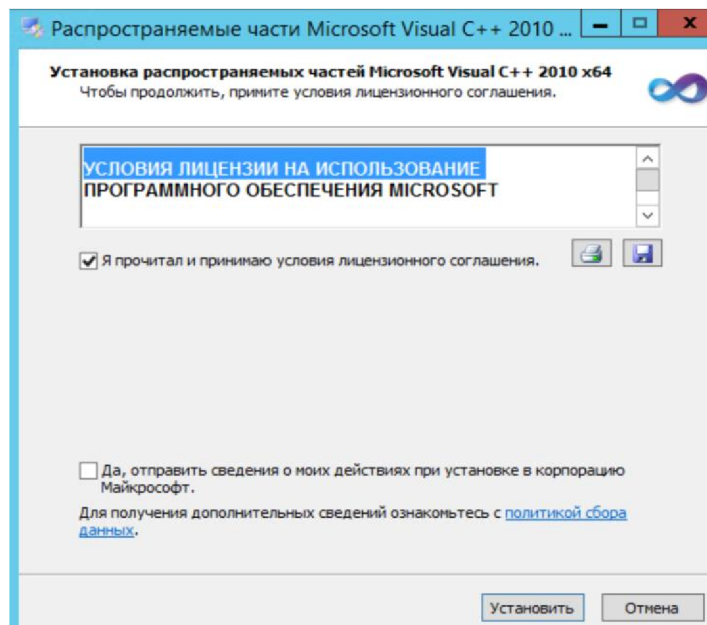 Распространяемые части Microsoft Visual C++ 2010 ...
Установка распространяемых частей Microsoft Visual C++ 2010 x64
Чтобы продолжить, примите условия лицензионного соглашения.
УСЛОВИЯ ЛИЦЕНЗИИ НА ИСПОЛЬЗОВАНИЕ
ПРОГРАММНОГО ОБЕСПЕЧЕНИЯ MICROSOFT
Я прочитал и принимаю условия лицензионного соглашения.
Да, отправить сведения о моих действиях при установке в корпорацию
Майкрософт.
Для получения дополнительных сведений ознакомьтесь с политикой сбора
данных.
Установить Отмена